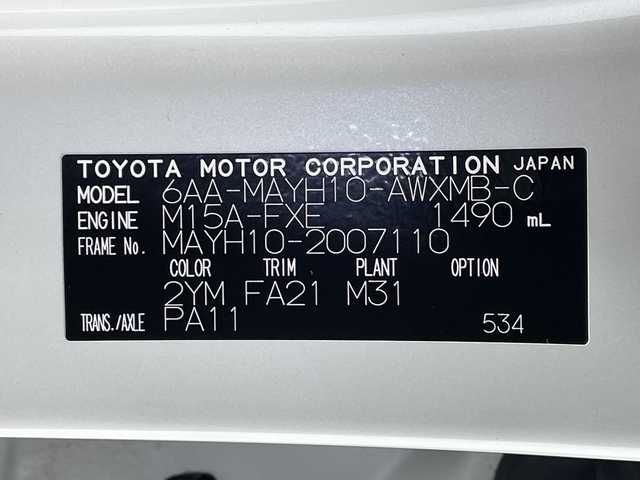 TOYOTA MOTOR CORPORATION JAPAN
MODEL 6AA-MAYH10-AWXMB-C
ENGINE M15A-FXE 1490 mL
FRAME No. MAYH10-2007110
COLOR TRIM PLANT OPTION
2YM FA21 M31
TRANS./AXLE PA11 534